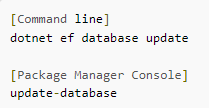 [Command line]
dotnet ef database update
[Package Manager Console]
update-database